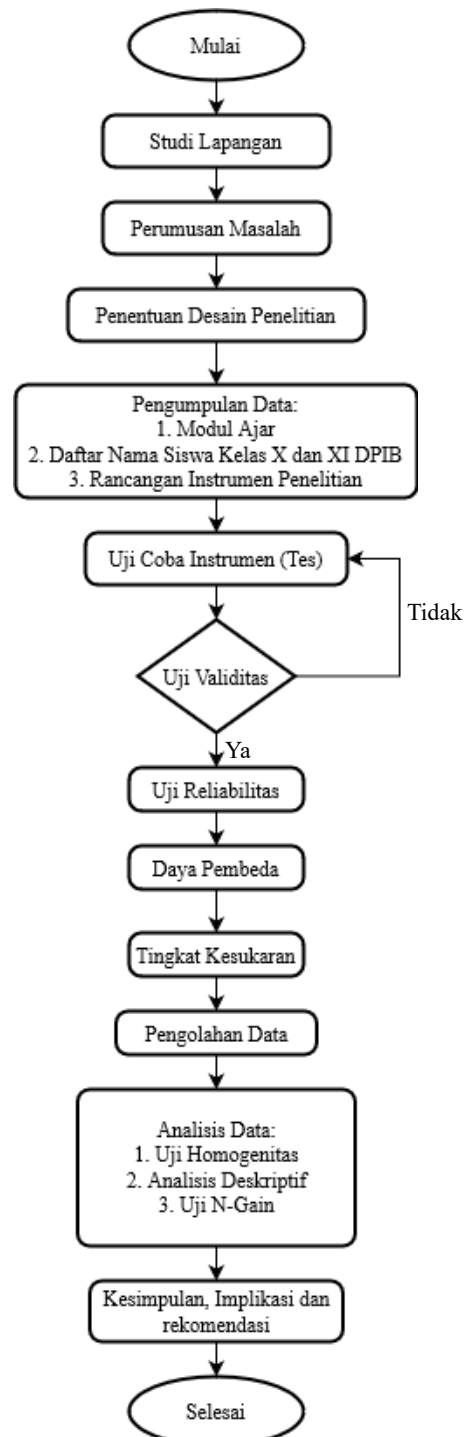 Mulai
Studi Lapangan
Perumusan Masalah
Penentuan Desain Penelitian
Pengumpulan Data:
1. Modul Ajar
2. Daftar Nama Siswa Kelas X dan XI DPIB
3. Rancangan Instrumen Penelitian
Uji Coba Instrumen (Tes)
Tidak
Uji Validitas
Ya
Uji Reliabilitas
Daya Pembeda
Tingkat Kesukaran
Pengolahan Data
Analisis Data:
1. Uji Homogenitas
2. Analisis Deskriptif
3. Uji N-Gain
Kesimpulan, Implikasi dan
rekomendasi
Selesai